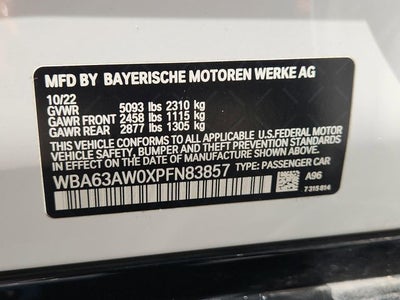 MFD BY BAYERISCHE MOTOREN WERKE AG
10/22
GVWR 5093 lbs 2310 kg
GAWR FRONT 2458 lbs 1115 kg
GAWR REAR 2877 lbs 1305 kg
THIS VEHICLE CONFORMS TO ALL APPLICABLE U.S.FEDERAL MOTOR
VEHICLE SAFETY, BUMPER, AND THEFT PREVENTION STANDARDS
IN EFFECT ON THE DATE OF MANUFACTURE SHOWN ABOVE.
WBA63AW0XPFN83857 TYPE: PASSENGER CAR
A96
7 315 814